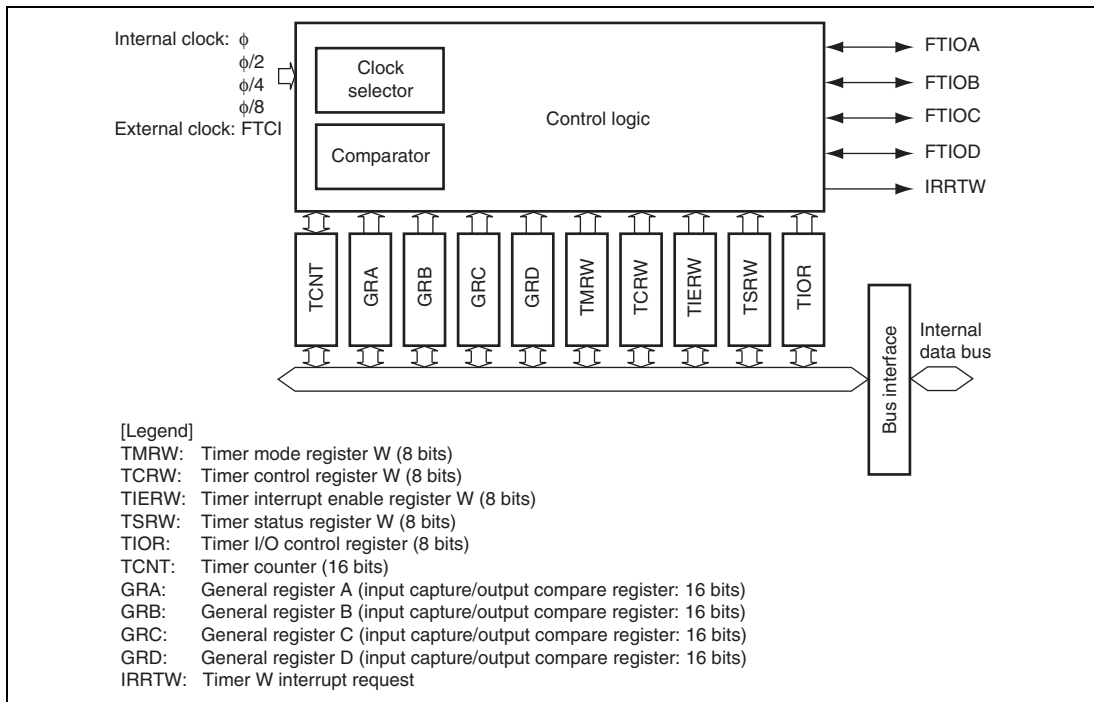 Internal clock: ϕ
ϕ/2
ϕ/4
ϕ/8
External clock: FTCI
Clock
selector
Comparator
Control logic
FTIOA
FTIOB
FTIOC
FTIOD
IRRTW
TCNT
GRA
GRB
GRC
GRD
TMRW
TCRW
TIERW
TSRW
TIOR
Bus interface
Internal
data bus
[Legend]
TMRW: Timer mode register W (8 bits)
TCRW: Timer control register W (8 bits)
TIERW: Timer interrupt enable register W (8 bits)
TSRW: Timer status register W (8 bits)
TIOR: Timer I/O control register (8 bits)
TCNT: Timer counter (16 bits)
GRA: General register A (input capture/output compare register: 16 bits)
GRB: General register B (input capture/output compare register: 16 bits)
GRC: General register C (input capture/output compare register: 16 bits)
GRD: General register D (input capture/output compare register: 16 bits)
IRRTW: Timer W interrupt request